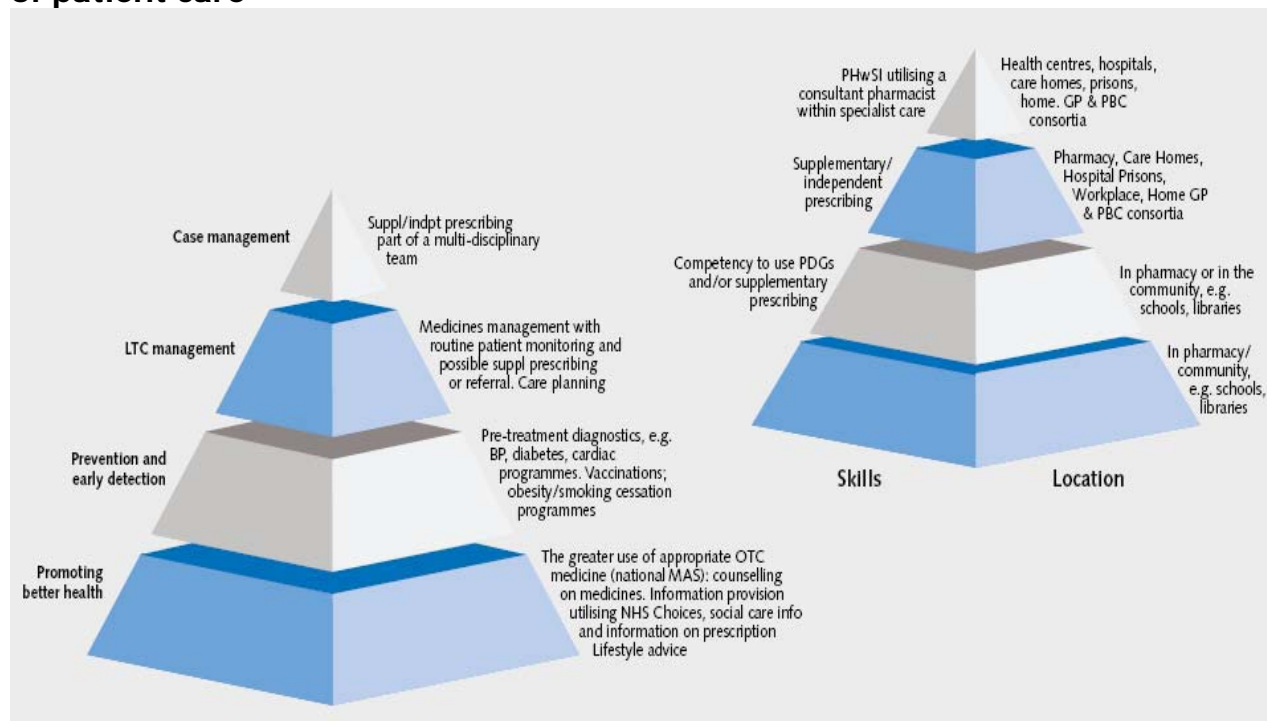 of patient care
Case management
Suppl/indpt prescribing
part of a multi-disciplinary
team
LTC management
Medicines management with
routine patient monitoring and
possible suppl prescribing
or referral. Care planning
Prevention and
early detection
Pre-treatment diagnostics, e.g.
BP, diabetes, cardiac
programmes. Vaccinations;
obesity/smoking cessation
programmes
Promoting
better health
The greater use of appropriate OTC
medicine (national MAS): counselling
on medicines. Information provision
utilising NHS Choices, social care info
and information on prescription
Lifestyle advice
PHwSI utilising a
consultant pharmacist
within specialist care
Health centres, hospitals,
care homes, prisons,
home. GP & PBC
consortia
Supplementary/
independent
prescribing
Pharmacy, Care Homes,
Hospital Prisons,
Workplace, Home GP
& PBC consortia
Competency to use PDGs
and/or supplementary
prescribing
In pharmacy or in the
community, e.g.
schools, libraries
In pharmacy/
community,
e.g. schools,
libraries
Skills
Location